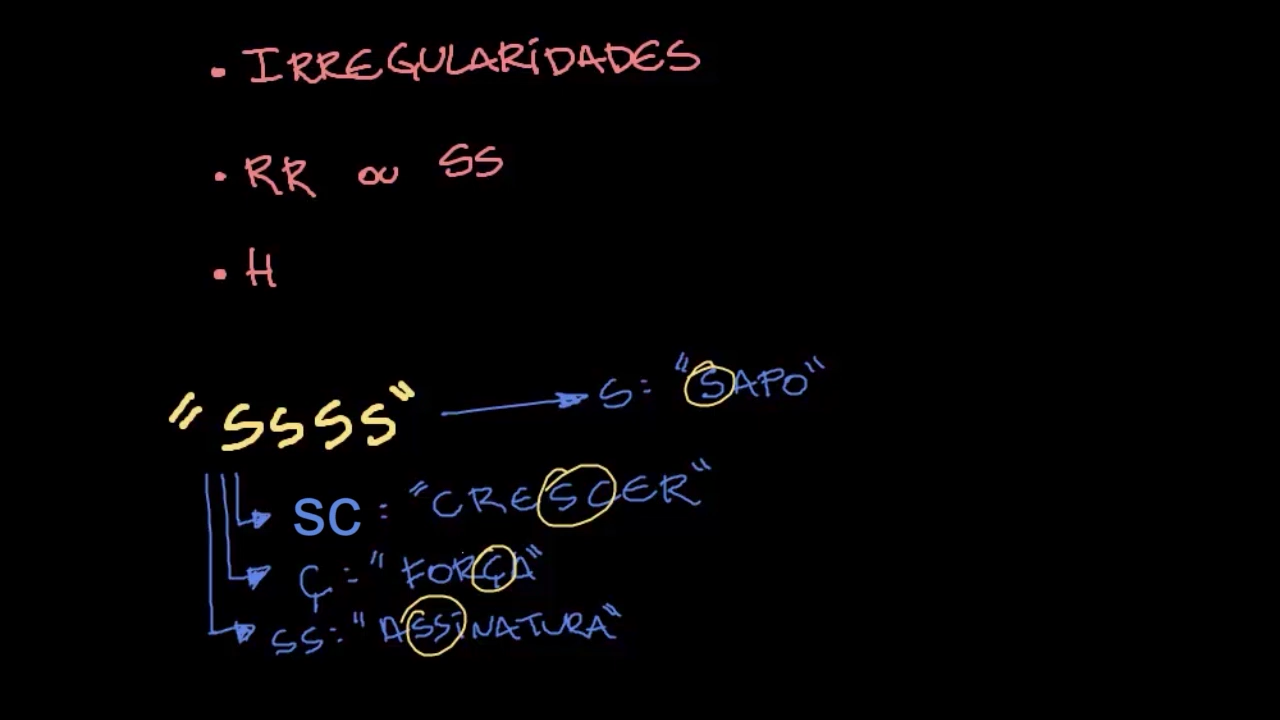 • IRREGULARIDADES
• RR ou SS
• H
"SSSS" → S: "SAPO"
SC : "CRESCER"
Ç: "FORÇA"
SS: "ASSINATURA"